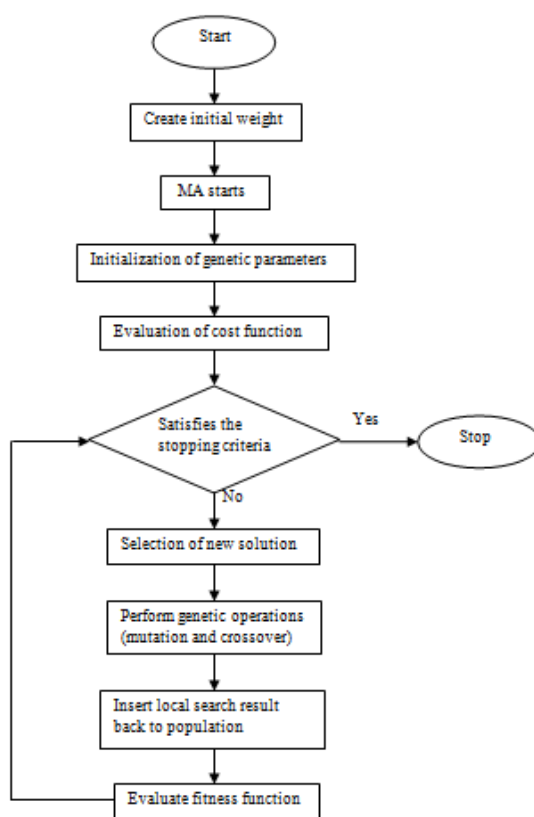 Start
Create initial weight
MA starts
Initialization of genetic parameters
Evaluation of cost function
Satisfies the
stopping criteria
Yes
Stop
No
Selection of new solution
Perform genetic operations
(mutation and crossover)
Insert local search result
back to population
Evaluate fitness function